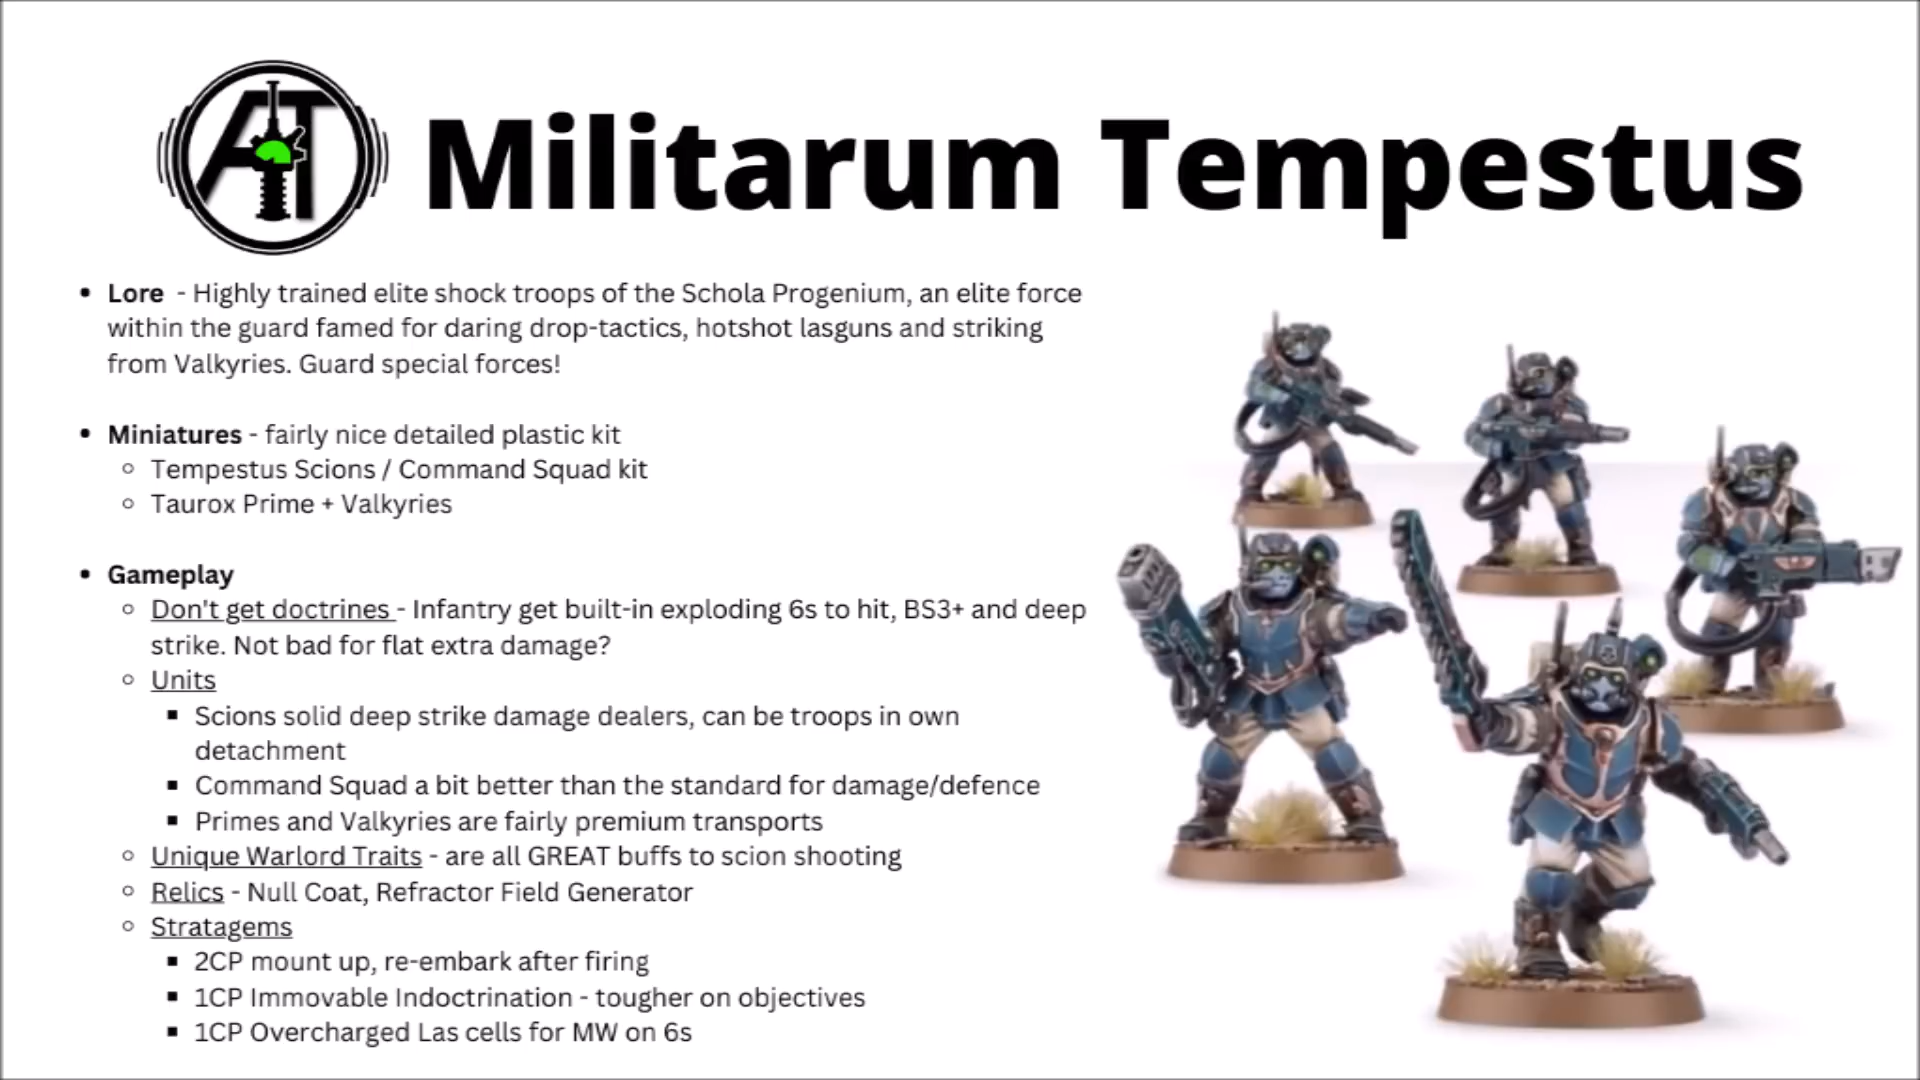 AT
Militarum Tempestus
• Lore - Highly trained elite shock troops of the Schola Progenium, an elite force
within the guard famed for daring drop-tactics, hotshot lasguns and striking
from Valkyries. Guard special forces!
• Miniatures - fairly nice detailed plastic kit
○ Tempestus Scions / Command Squad kit
○ Taurox Prime + Valkyries
• Gameplay
○ Don't get doctrines - Infantry get built-in exploding 6s to hit, BS3+ and deep
strike. Not bad for flat extra damage?
○ Units
▪ Scions solid deep strike damage dealers, can be troops in own
detachment
▪ Command Squad a bit better than the standard for damage/defence
▪ Primes and Valkyries are fairly premium transports
○ Unique Warlord Traits - are all GREAT buffs to scion shooting
○ Relics - Null Coat, Refractor Field Generator
○ Stratagems
▪ 2CP mount up, re-embark after firing
▪ 1CP Immovable Indoctrination - tougher on objectives
▪ 1CP Overcharged Las cells for MW on 6s